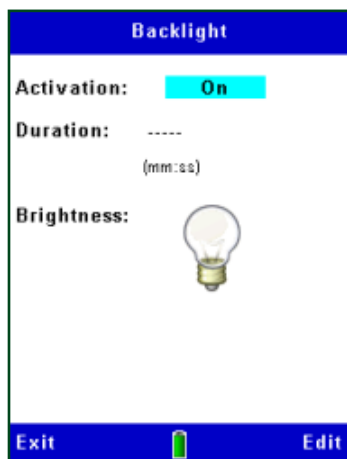 Backlight
Activation: On
Duration: -----
(mm:ss)
Brightness:
Exit Edit